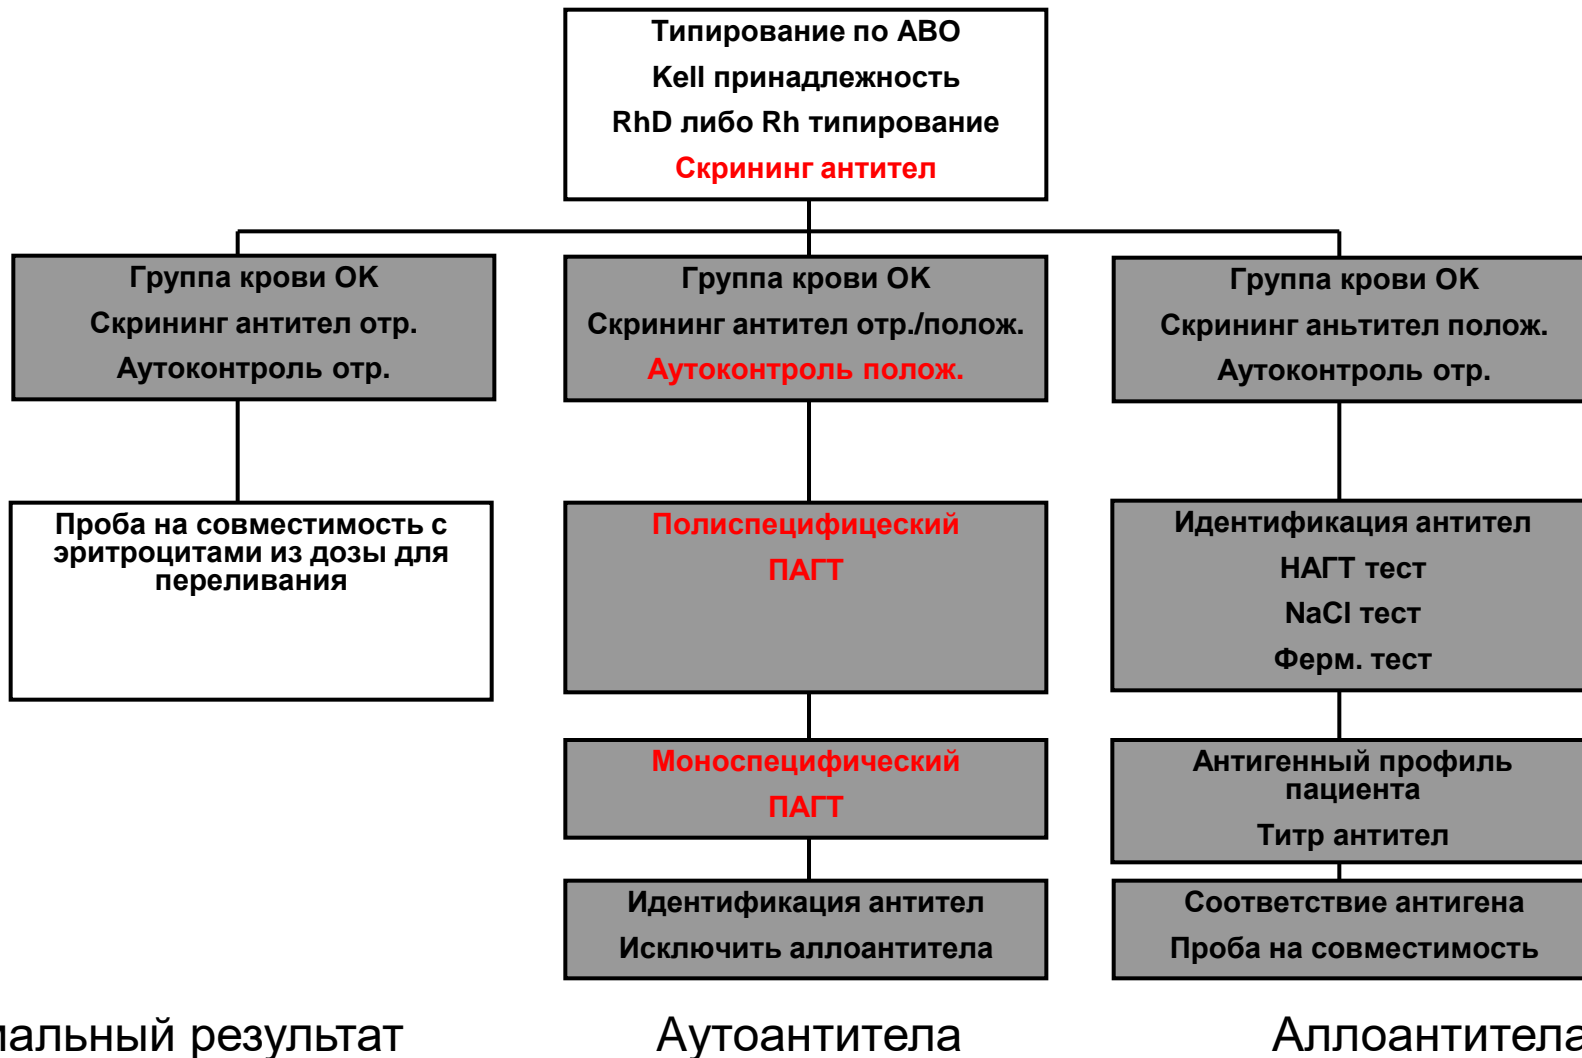 Типирование по АВО
Kell принадлежность
RhD либо Rh типирование
Скрининг антител
Группа крови ОК
Скрининг антител отр.
Аутоконтроль отр.
Группа крови ОК
Скрининг антител отр./полож.
Аутоконтроль полож.
Группа крови ОК
Скрининг аньтител полож.
Аутоконтроль отр.
Проба на совместимость с
эритроцитами из дозы для
переливания
Полиспецифицеский
ПАГТ
Идентификация антител
НАГТ тест
NaCl тест
Ферм. тест
Моноспецифический
ПАГТ
Антигенный профиль
пациента
Титр антител
Идентификация антител
Исключить аллоантитела
Соответствие антигена
Проба на совместимость
мальный результат
Аутоантитела
Аллоантитела